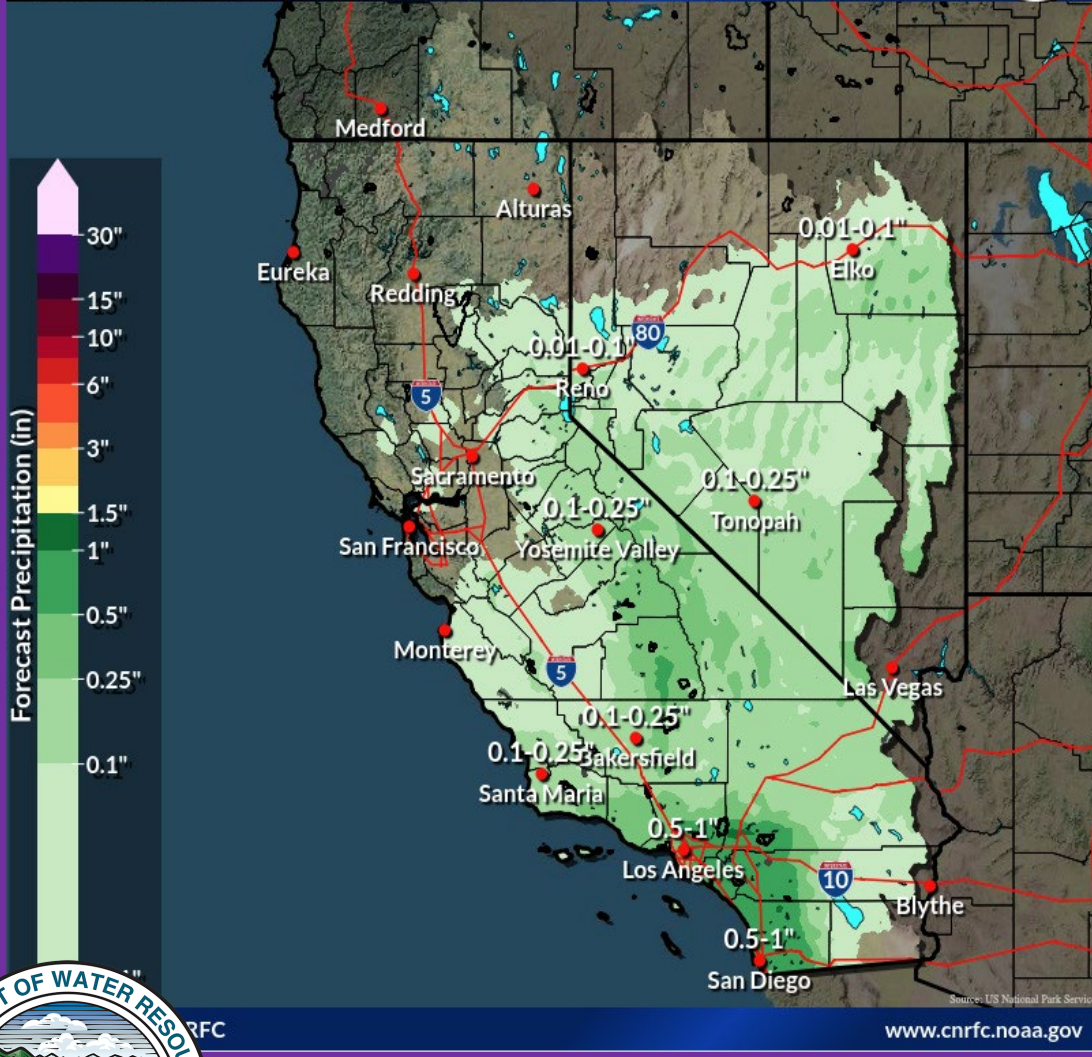 Medford
Alturas
Eureka
Redding
0.01-0.1"
Elko
80
0.01-0.1"
Reno
5
Sacramento
0.1-0.25"
Tonopah
0.1-0.25"
Yosemite Valley
San Francisco
Monterey
5
Las Vegas
0.1-0.25"
Bakersfield
0.1-0.25"
Santa Maria
0.5-1"
Los Angeles
10
Blythe
0.5-1"
San Diego
Forecast Precipitation (in)
30"
15"
10"
6"
3"
1.5"
1"
0.5"
0.25"
0.1"
Source: US National Park Servic
T OF WATER RESOU
RFC
www.cnrfc.noaa.gov